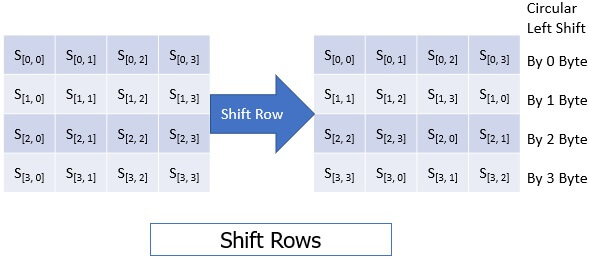 Circular
Left Shift
S[0, 0] S[0, 1] S[0, 2] S[0, 3] S[0, 0] S[0, 1] S[0, 2] S[0, 3] By 0 Byte
S[1, 0] S[1, 1] S[1, 2] S[1, 3] S[1, 1] S[1, 2] S[1, 3] S[1, 0] By 1 Byte
Shift Row
S[2, 0] S[2, 1] S[2, 2] S[2, 3] S[2, 2] S[2, 3] S[2, 0] S[2, 1] By 2 Byte
S[3, 0] S[3, 1] S[3, 2] S[3, 3] S[3, 3] S[3, 0] S[3, 1] S[3, 2] By 3 Byte
Shift Rows